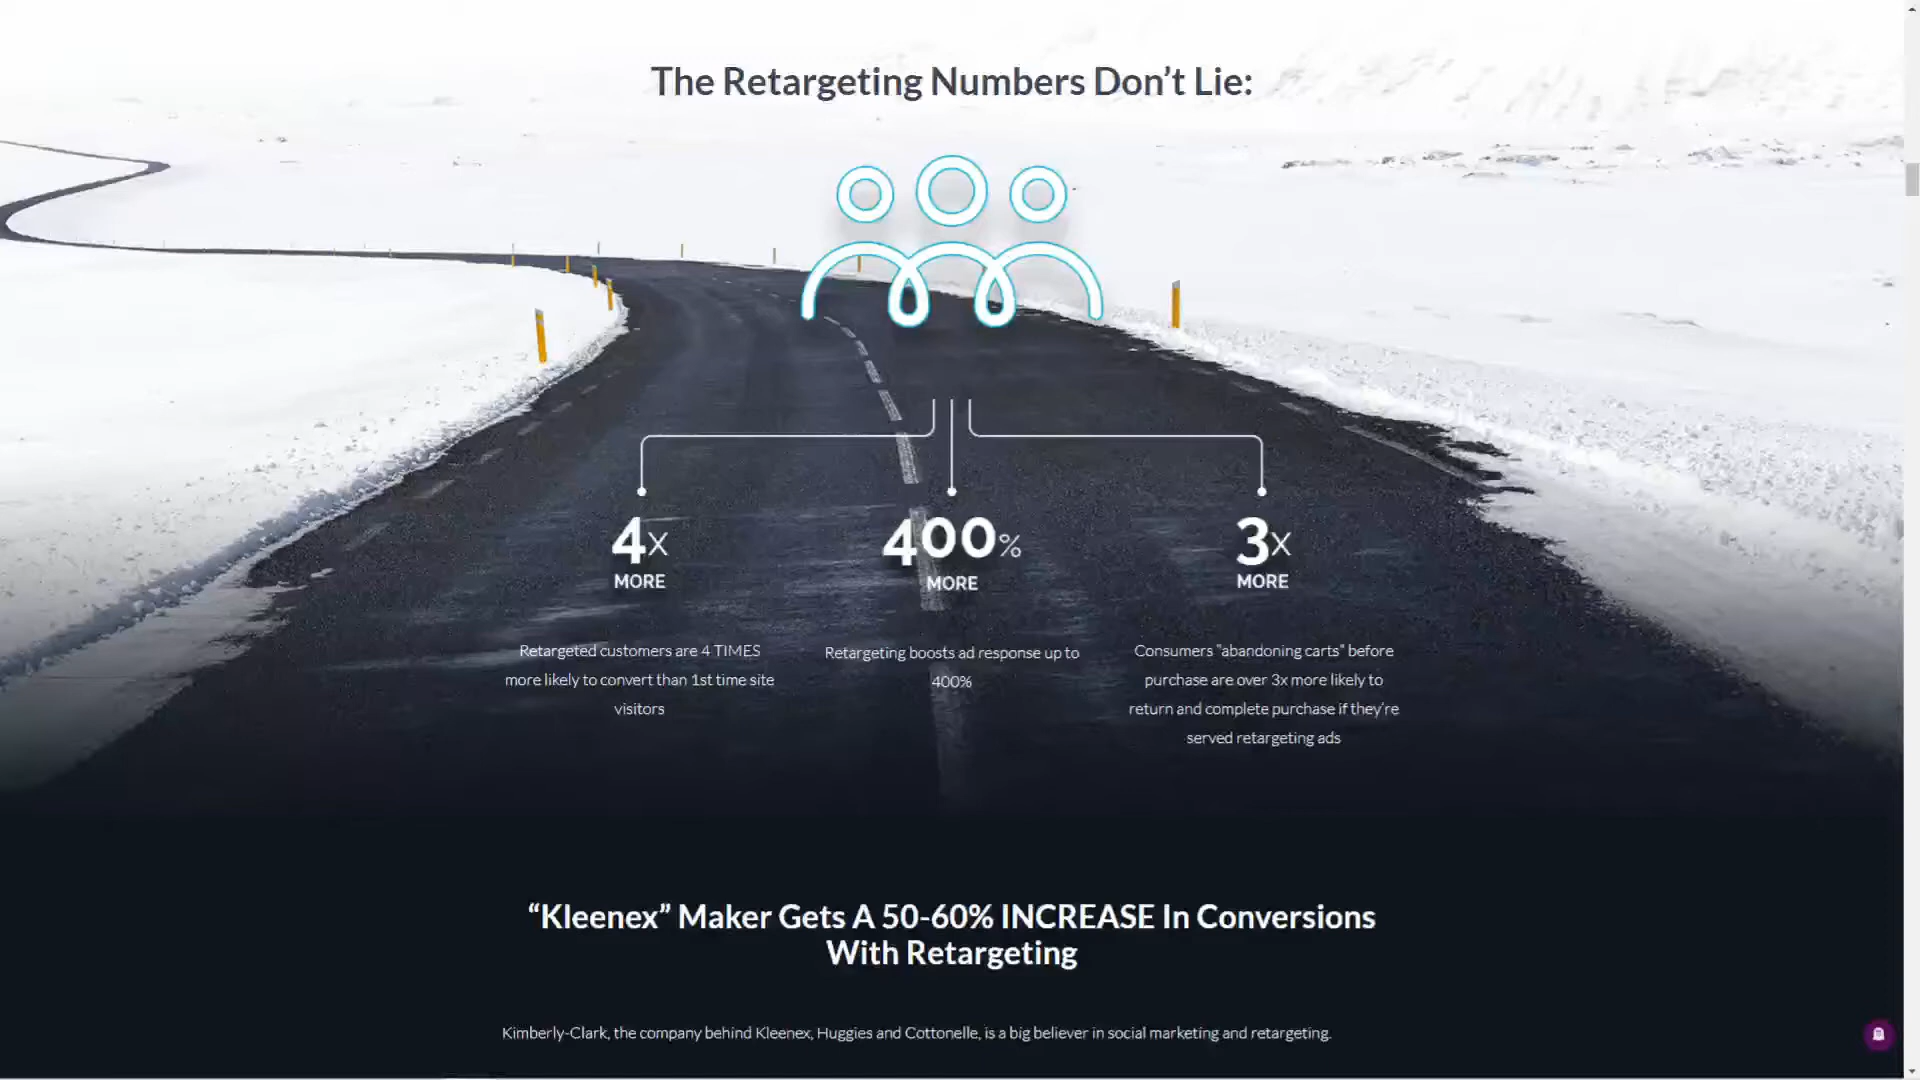 The Retargeting Numbers Don’t Lie:
4X
MORE
Retargeted customers are 4 TIMES
more likely to convert than 1st time site
visitors
400%
MORE
Retargeting boosts ad response up to
400%
3X
MORE
Consumers "abandoning carts" before
purchase are over 3x more likely to
return and complete purchase if they're
served retargeting ads
“Kleenex” Maker Gets A 50-60% INCREASE In Conversions
With Retargeting
Kimberly-Clark, the company behind Kleenex, Huggies and Cottonelle, is a big believer in social marketing and retargeting.